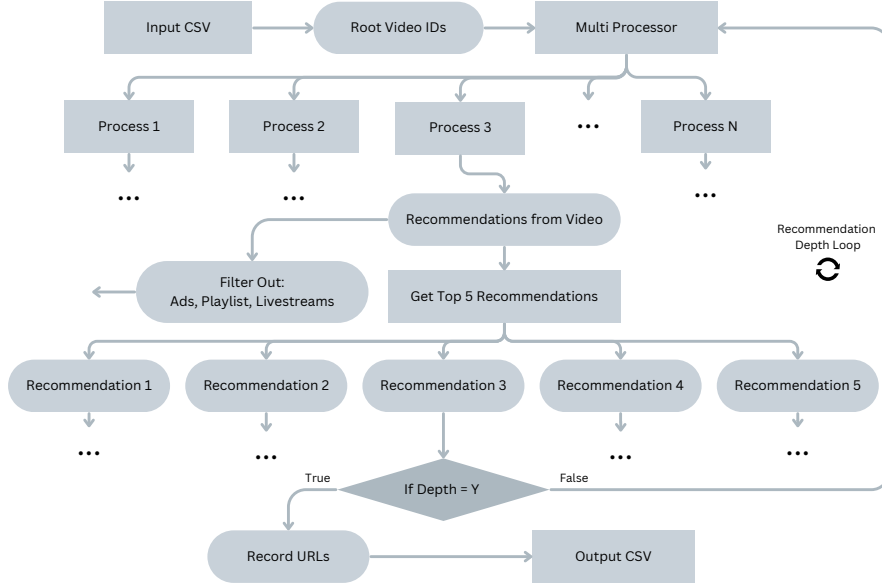 Input CSV
Root Video IDs
Multi Processor
Process 1
Process 2
Process 3
...
Process N
...
...
...
Recommendations from Video
Recommendation
Depth Loop
Filter Out:
Ads, Playlist, Livestreams
Get Top 5 Recommendations
Recommendation 1
Recommendation 2
Recommendation 3
Recommendation 4
Recommendation 5
...
...
...
...
True
If Depth = Y
False
Record URLs
Output CSV